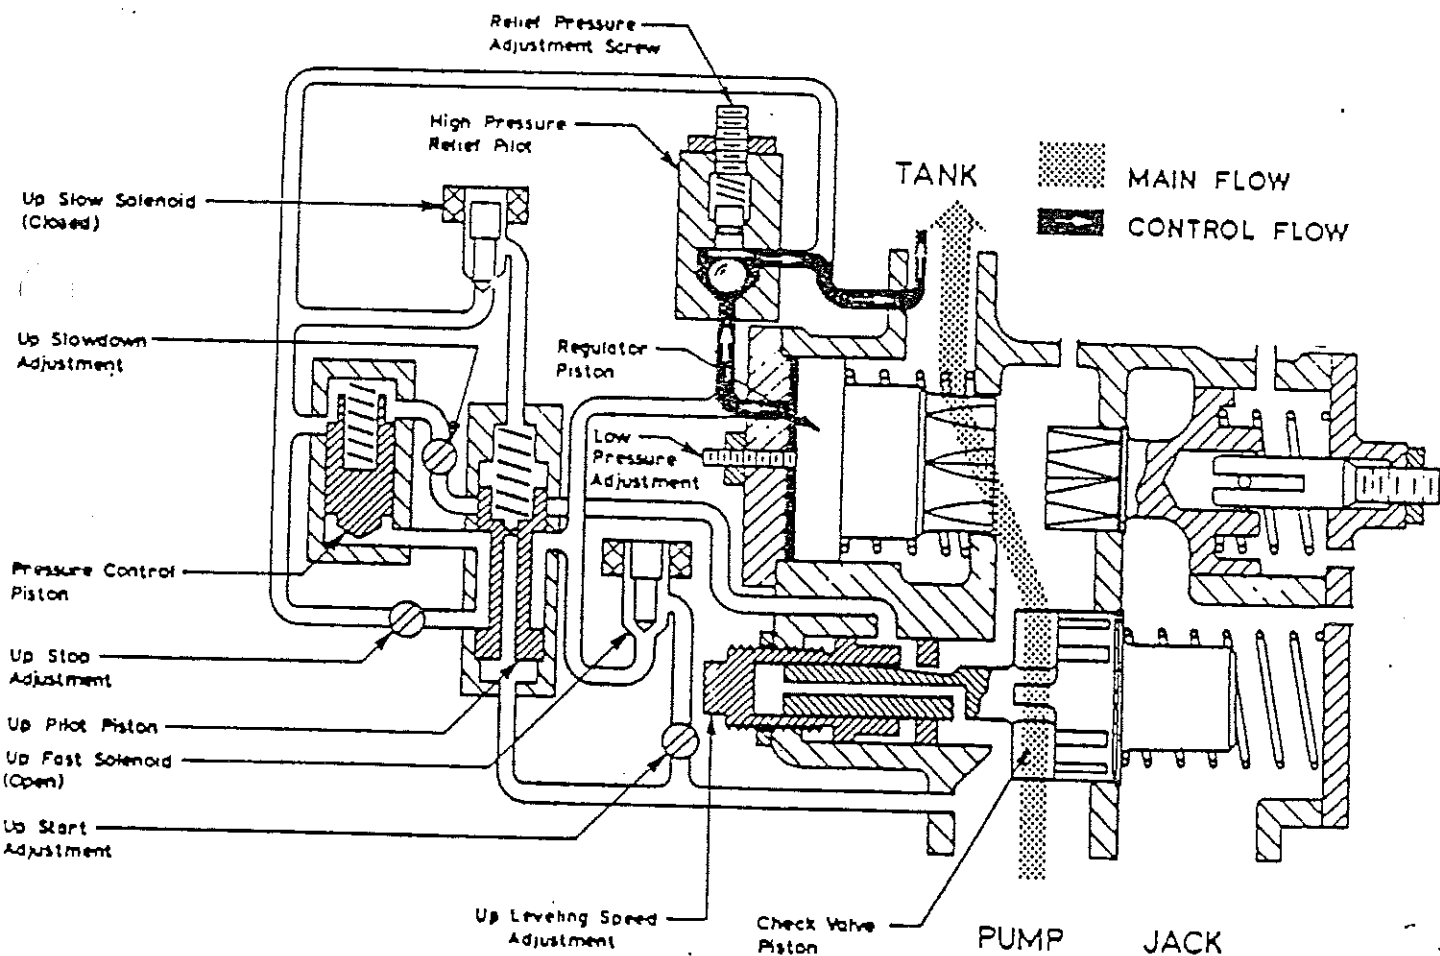 Relief Pressure
Adjustment Screw
High Pressure
Relief Pilot
TANK
MAIN FLOW
CONTROL FLOW
Up Slow Solenoid
(Closed)
Up Slowdown
Adjustment
Regulator
Piston
Low
Pressure
Adjustment
Pressure Control
Piston
Up Stop
Adjustment
Up Pilot Piston
Up Fast Solenoid
(Open)
Up Start
Adjustment
Up Leveling Speed
Adjustment
Check Valve
Piston
PUMP
JACK